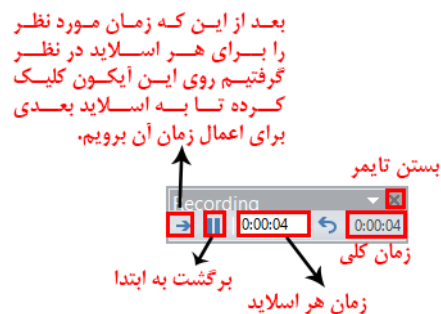 بعد از این که زمان مورد نظر
را برای هر اسلاید در نظر
گرفتیم روی این آیکون کلیک
کرده تا به اسلاید بعدی
برای اعمال زمان آن برویم.
بستن تایمر
Recording
0:00:04
0:00:04
زمان کلی
برگشت به ابتدا
زمان هر اسلاید